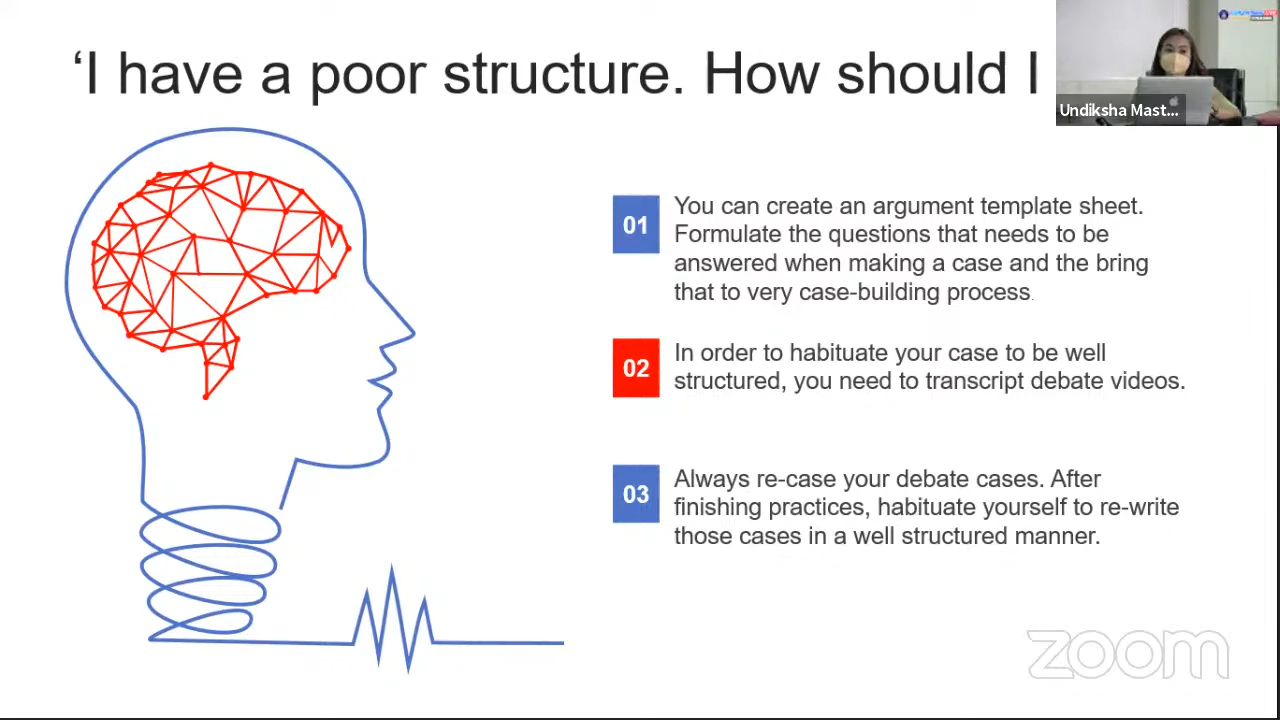 ‘I have a poor structure. How should I
Undiksha Mast...
01
You can create an argument template sheet.
Formulate the questions that needs to be
answered when making a case and the bring
that to very case-building process.
02
In order to habituate your case to be well
structured, you need to transcript debate videos.
03
Always re-case your debate cases. After
finishing practices, habituate yourself to re-write
those cases in a well structured manner.
zoom